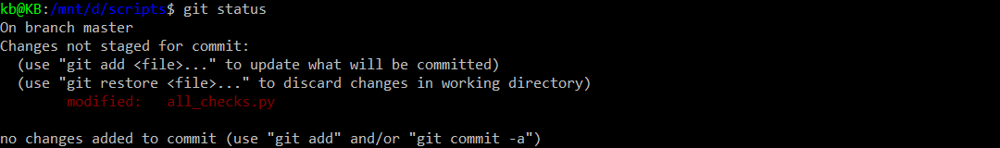 kb@KB:/mnt/d/scripts$ git status
On branch master
Changes not staged for commit:
  (use "git add <file>..." to update what will be committed)
  (use "git restore <file>..." to discard changes in working directory)
        modified:   all_checks.py

no changes added to commit (use "git add" and/or "git commit -a")